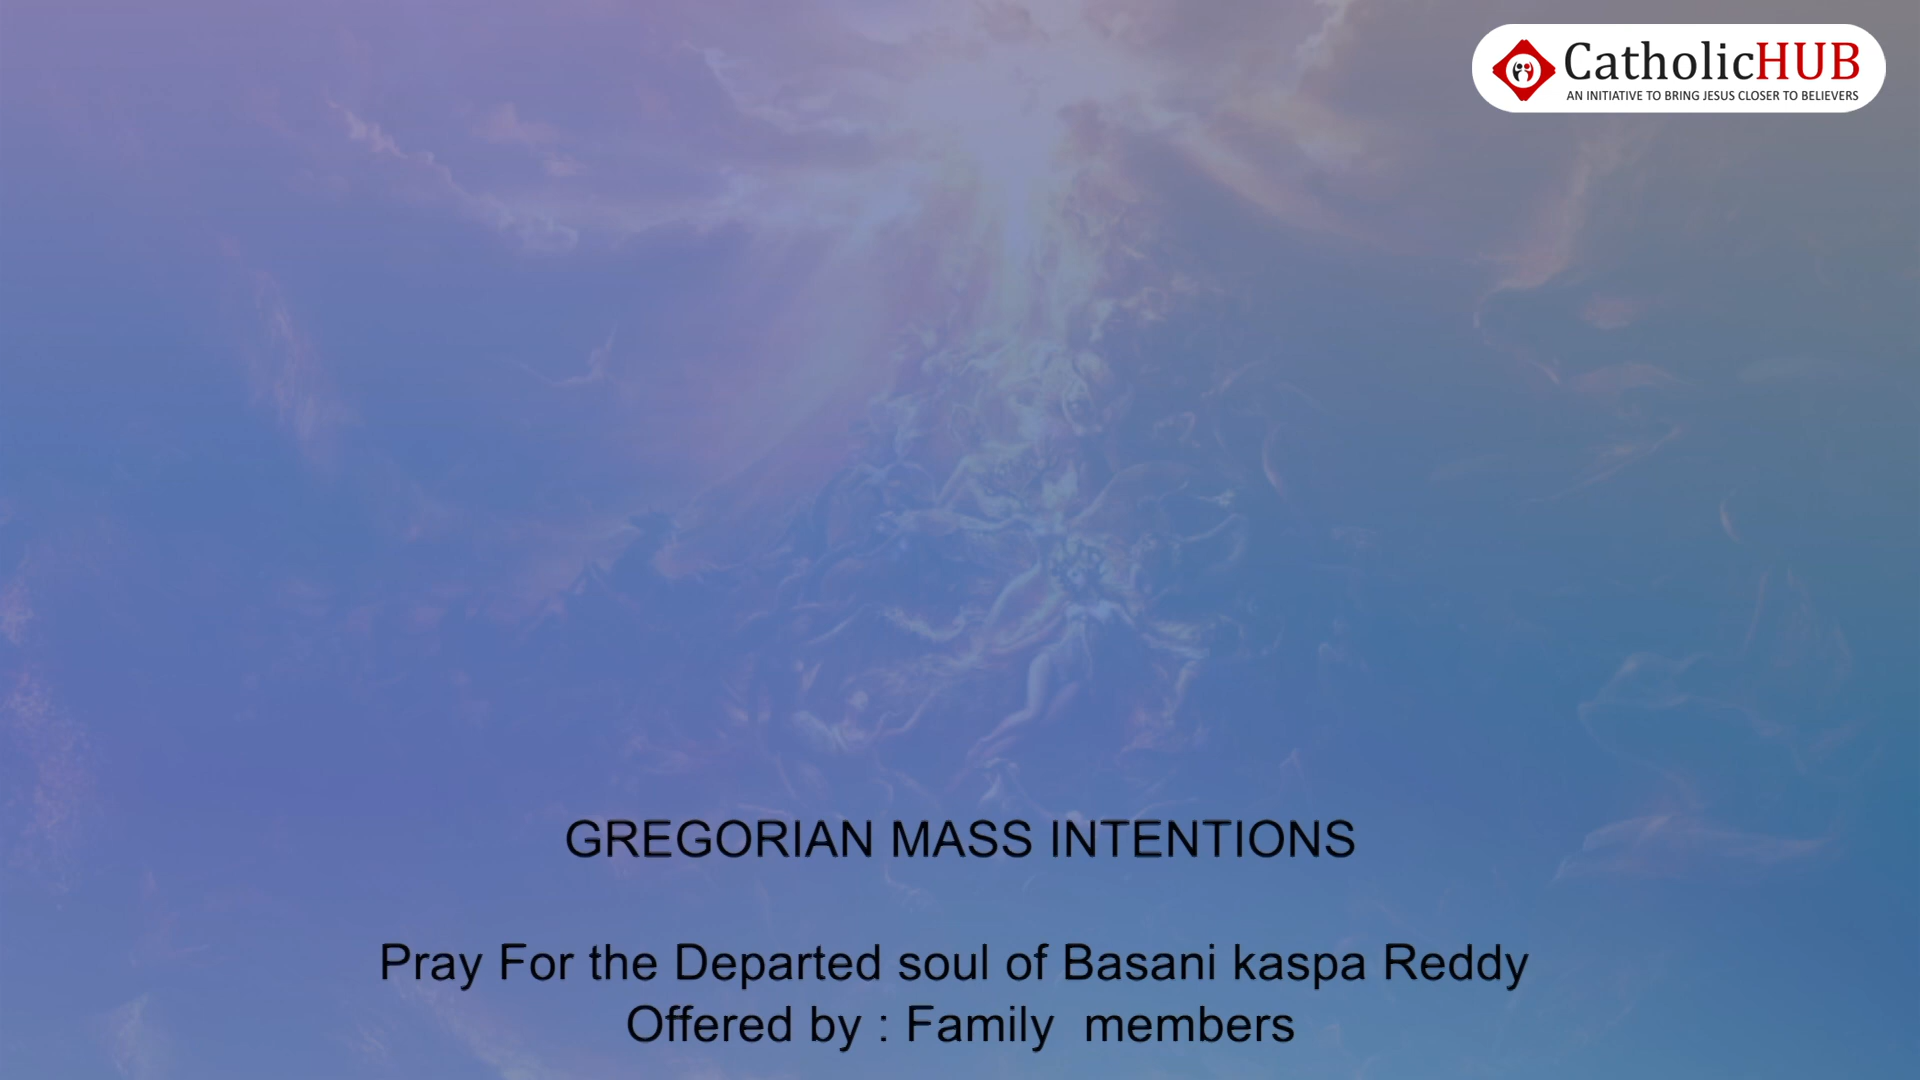 CatholicHUB
AN INITIATIVE TO BRING JESUS CLOSER TO BELIEVERS
GREGORIAN MASS INTENTIONS
Pray For the Departed soul of Basani kaspa Reddy
Offered by : Family  members